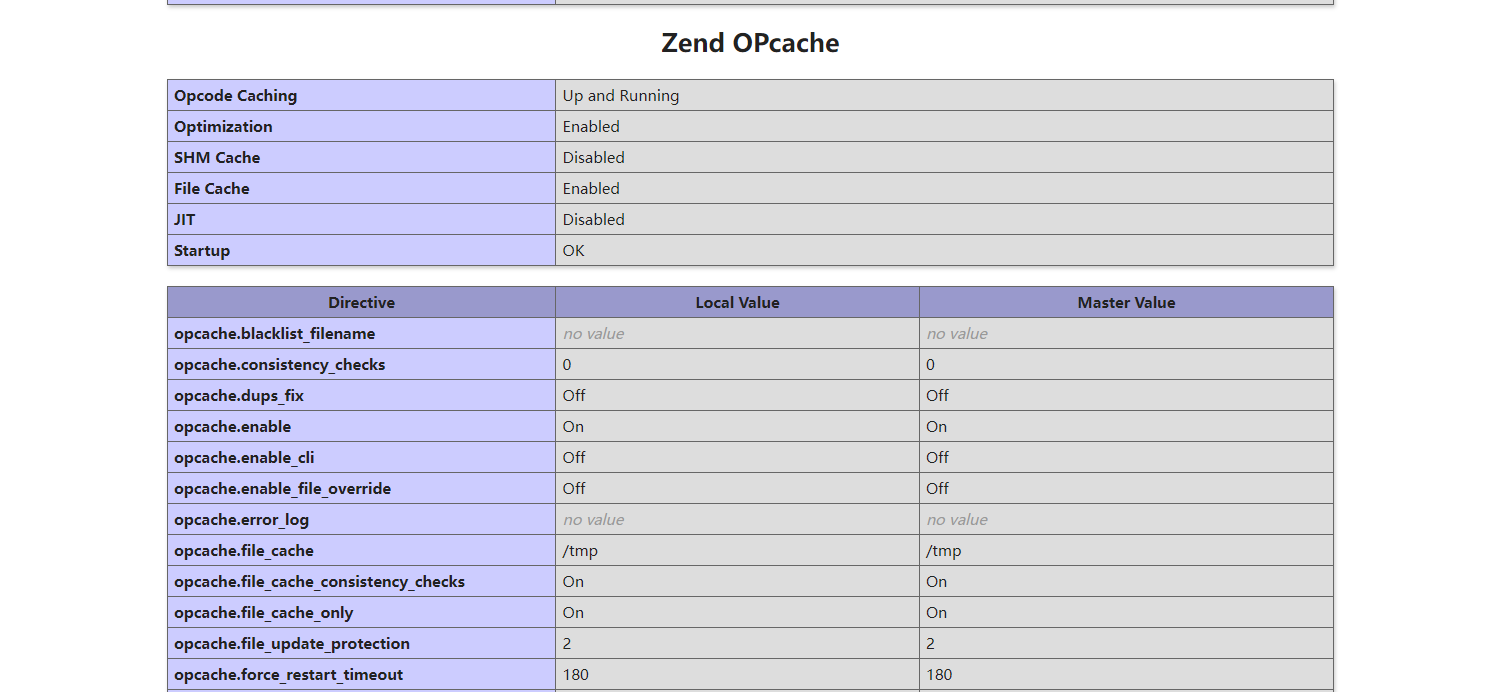 Zend OPcache
Opcode Caching Up and Running
Optimization Enabled
SHM Cache Disabled
File Cache Enabled
JIT Disabled
Startup OK
Directive Local Value Master Value
opcache.blacklist_filename no value no value
opcache.consistency_checks 0 0
opcache.dups_fix Off Off
opcache.enable On On
opcache.enable_cli Off Off
opcache.enable_file_override Off Off
opcache.error_log no value no value
opcache.file_cache /tmp /tmp
opcache.file_cache_consistency_checks On On
opcache.file_cache_only On On
opcache.file_update_protection 2 2
opcache.force_restart_timeout 180 180